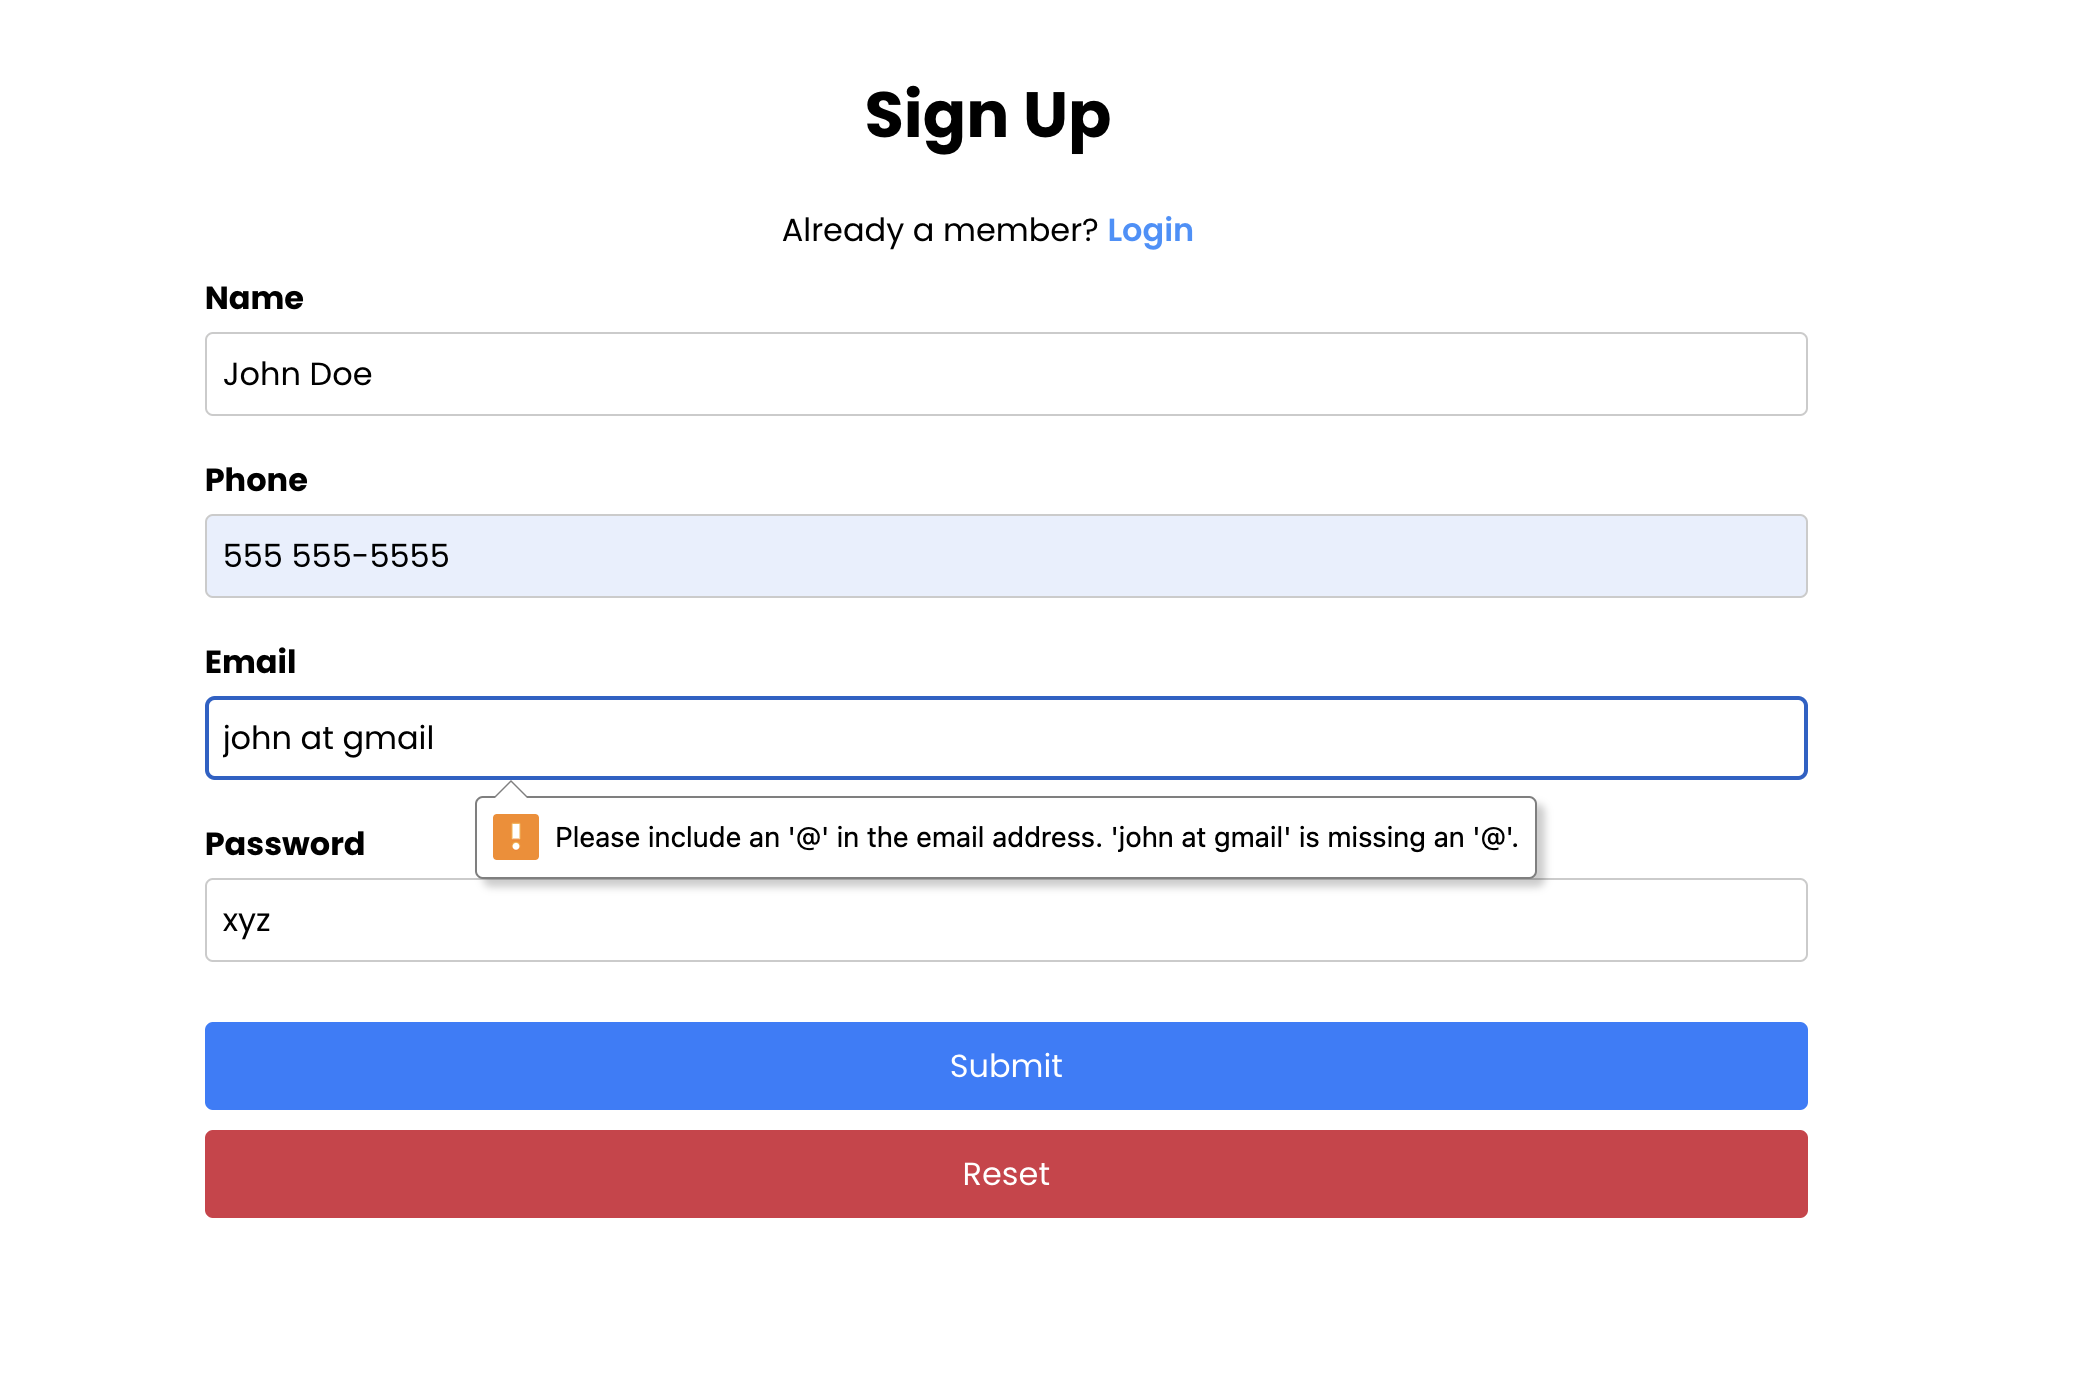 Sign Up
Already a member? Login
Name
John Doe
Phone
555 555-5555
Email
john at gmail
Please include an '@' in the email address. 'john at gmail' is missing an '@'.
Password
xyz
Submit
Reset